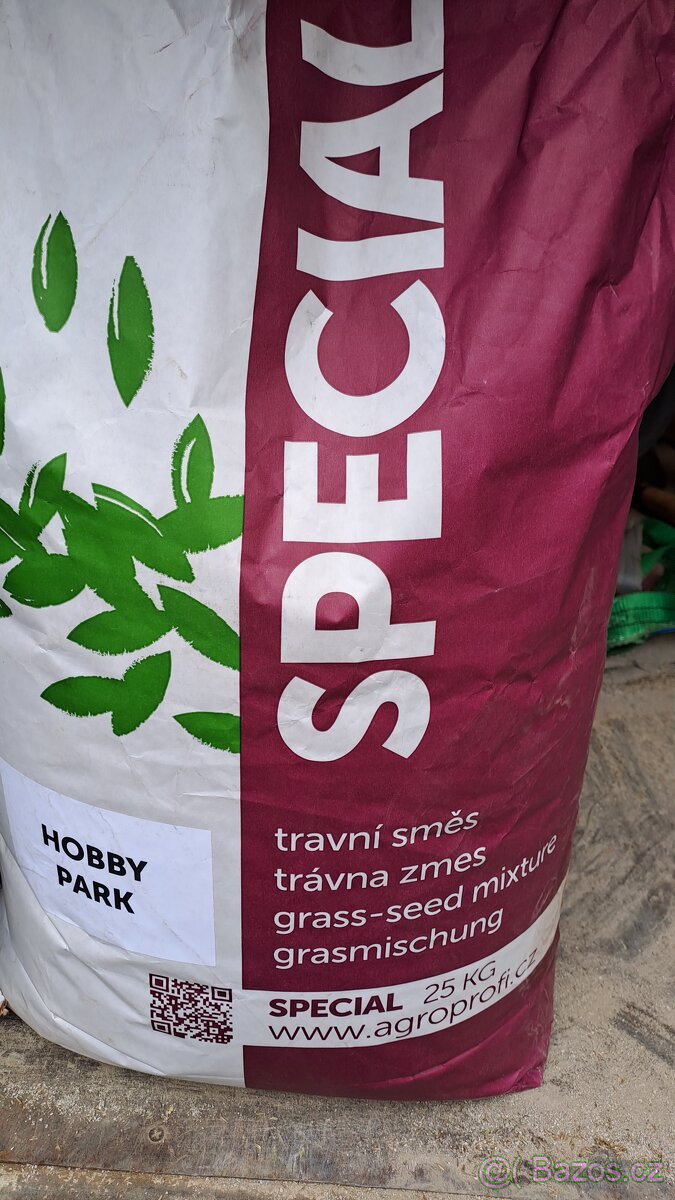 SPECIAL
HOBBY
PARK
travní směs
trávna zmes
grass-seed mixture
grasmischung
SPECIAL 25 KG
www.agroprofi.cz
@ Bazos.cz